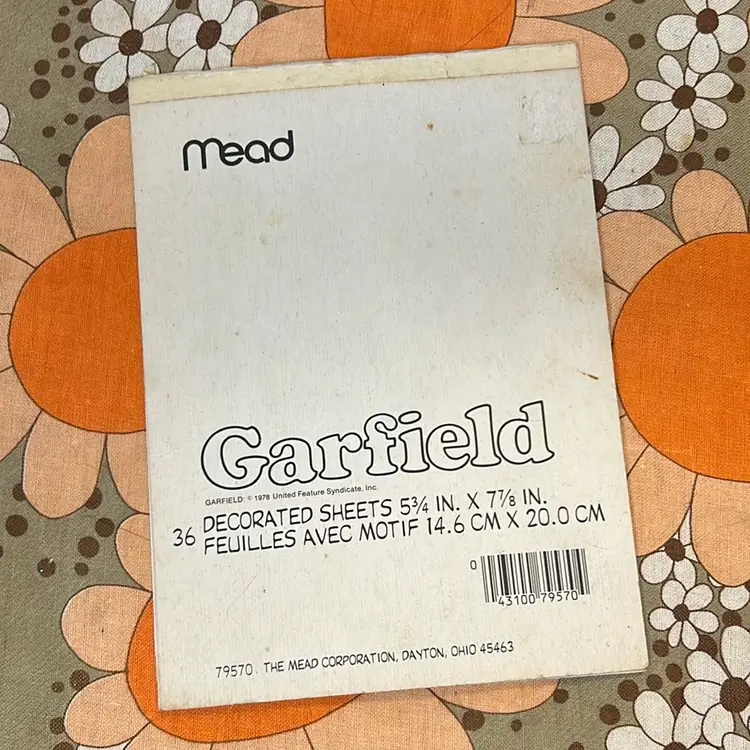 Mead
Garfield
GARFIELD: © 1978 United Feature Syndicate, Inc.
36 DECORATED SHEETS 5¾ IN. X 7⅞ IN.
FEUILLES AVEC MOTIF 14.6 CM X 20.0 CM
0 43100 79570
79570. THE MEAD CORPORATION, DAYTON, OHIO 45463